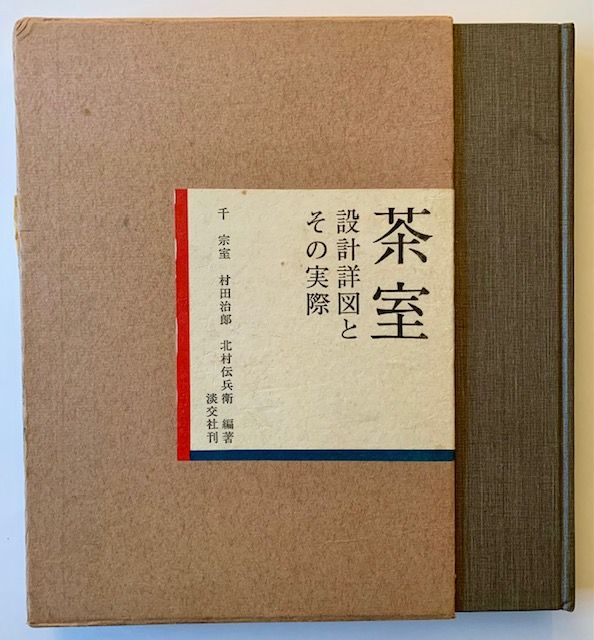 茶室
設計詳図と
その実際
千 宗室 村田治郎 北村伝兵衛 編著
淡交社刊